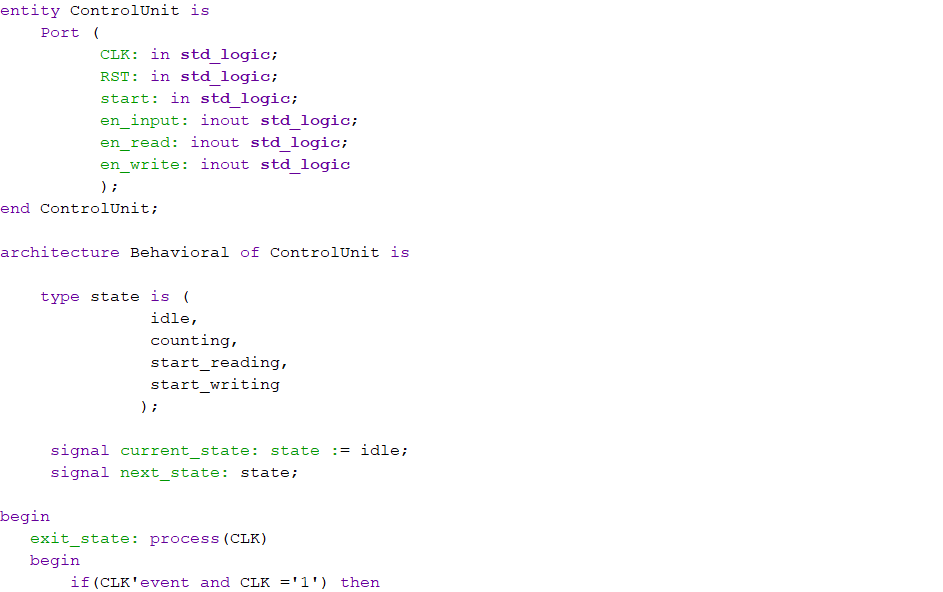 entity ControlUnit is
    Port (
          CLK: in std_logic;
          RST: in std_logic;
          start: in std_logic;
          en_input: inout std_logic;
          en_read: inout std_logic;
          en_write: inout std_logic
          );
end ControlUnit;

architecture Behavioral of ControlUnit is

    type state is (
               idle,
               counting,
               start_reading,
               start_writing
              );

     signal current_state: state := idle;
     signal next_state: state;

begin
   exit_state: process(CLK)
   begin
       if(CLK'event and CLK ='1') then